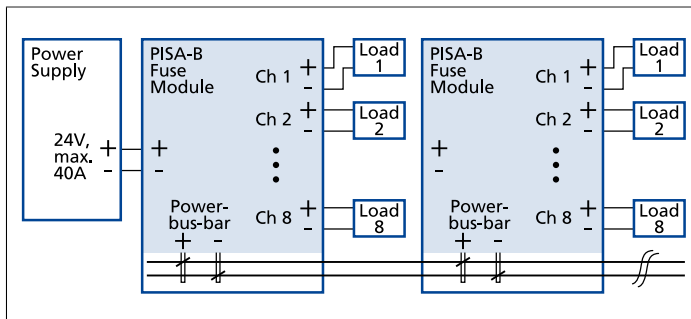 Power
Supply
24V,
max.
40A
+
-
PISA-B
Fuse
Module
+
-
Ch 1
+
-
Ch 2
+
-
Ch 8
+
-
Power-
bus-bar
+ -
Load
1
Load
2
Load
8
PISA-B
Fuse
Module
+
-
Ch 1
+
-
Ch 2
+
-
Ch 8
+
-
Power-
bus-bar
+ -
Load
1
Load
2
Load
8